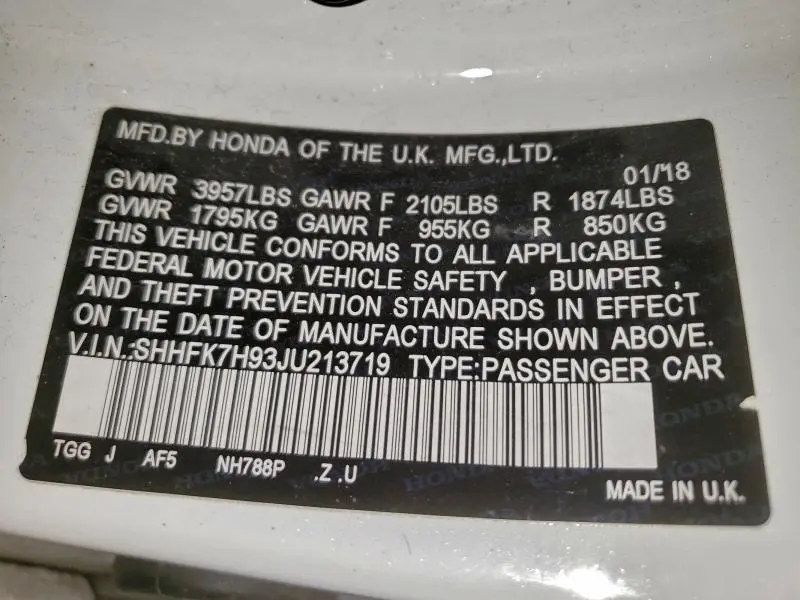 MFD.BY HONDA OF THE U.K. MFG.,LTD.
01/'18
GVWR 3957LBS GAWR F 2105LBS R 1874LBS
GVWR 1795KG GAWR F 955KG R 850KG
THIS VEHICLE CONFORMS TO ALL APPLICABLE
FEDERAL MOTOR VEHICLE SAFETY , BUMPER ,
AND THEFT PREVENTION STANDARDS IN EFFECT
ON THE DATE OF MANUFACTURE SHOWN ABOVE.
V.I.N.:SHHFK7H93JU213719 TYPE:PASSENGER CAR
TGG J AF5 NH788P .Z .U
MADE IN U.K.